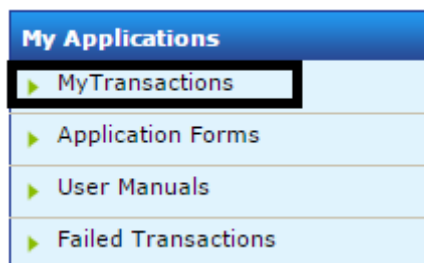 My Applications
MyTransactions
Application Forms
User Manuals
Failed Transactions